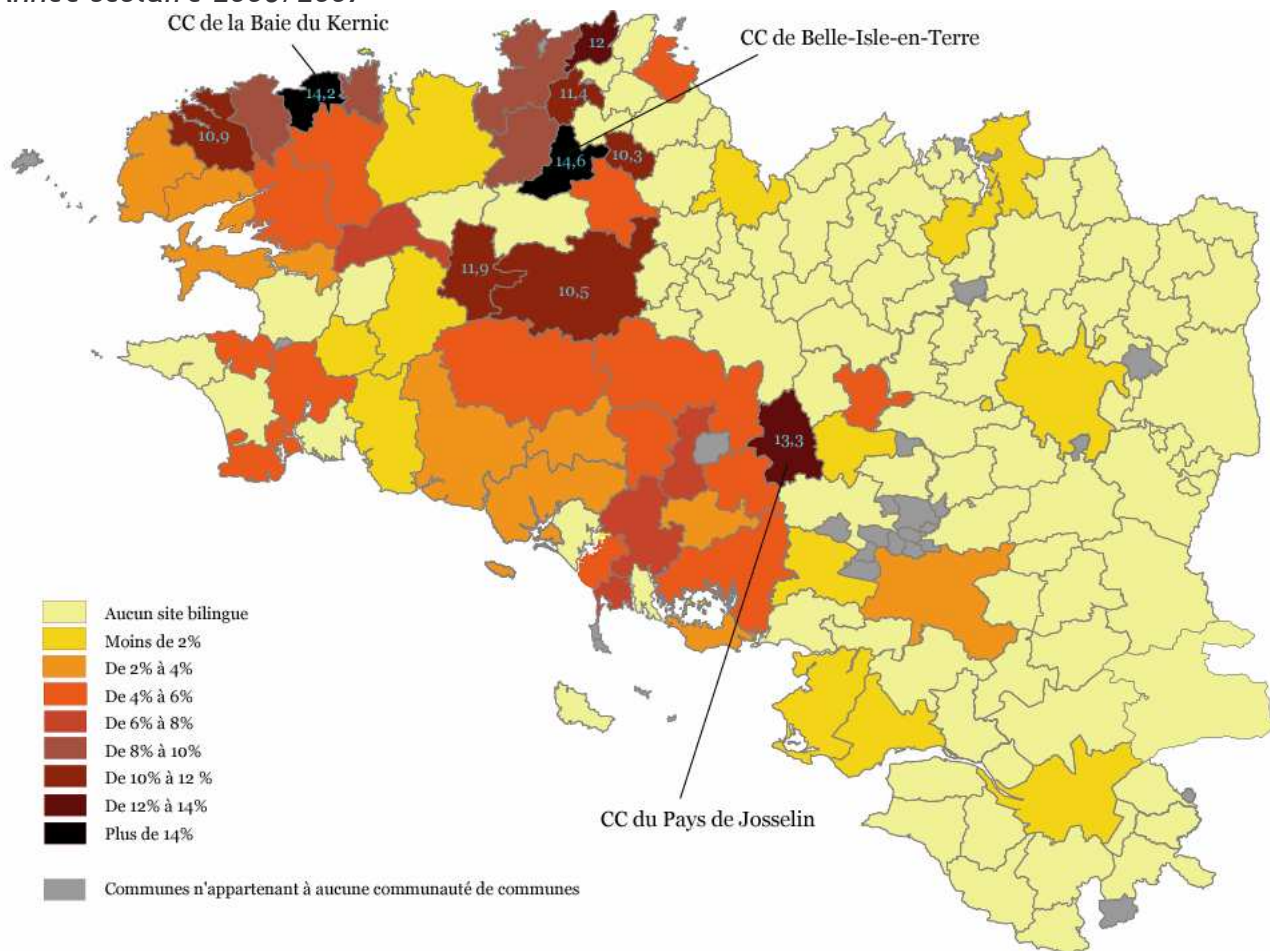 CC de la Baie du Kernic
CC de Belle-Isle-en-Terre
12
14,2
11,4
10,9
14,6
10,3
11,9
10,5
13,3
CC du Pays de Josselin
Aucun site bilingue
Moins de 2%
De 2% à 4%
De 4% à 6%
De 6% à 8%
De 8% à 10%
De 10% à 12 %
De 12% à 14%
Plus de 14%
Communes n'appartenant à aucune communauté de communes